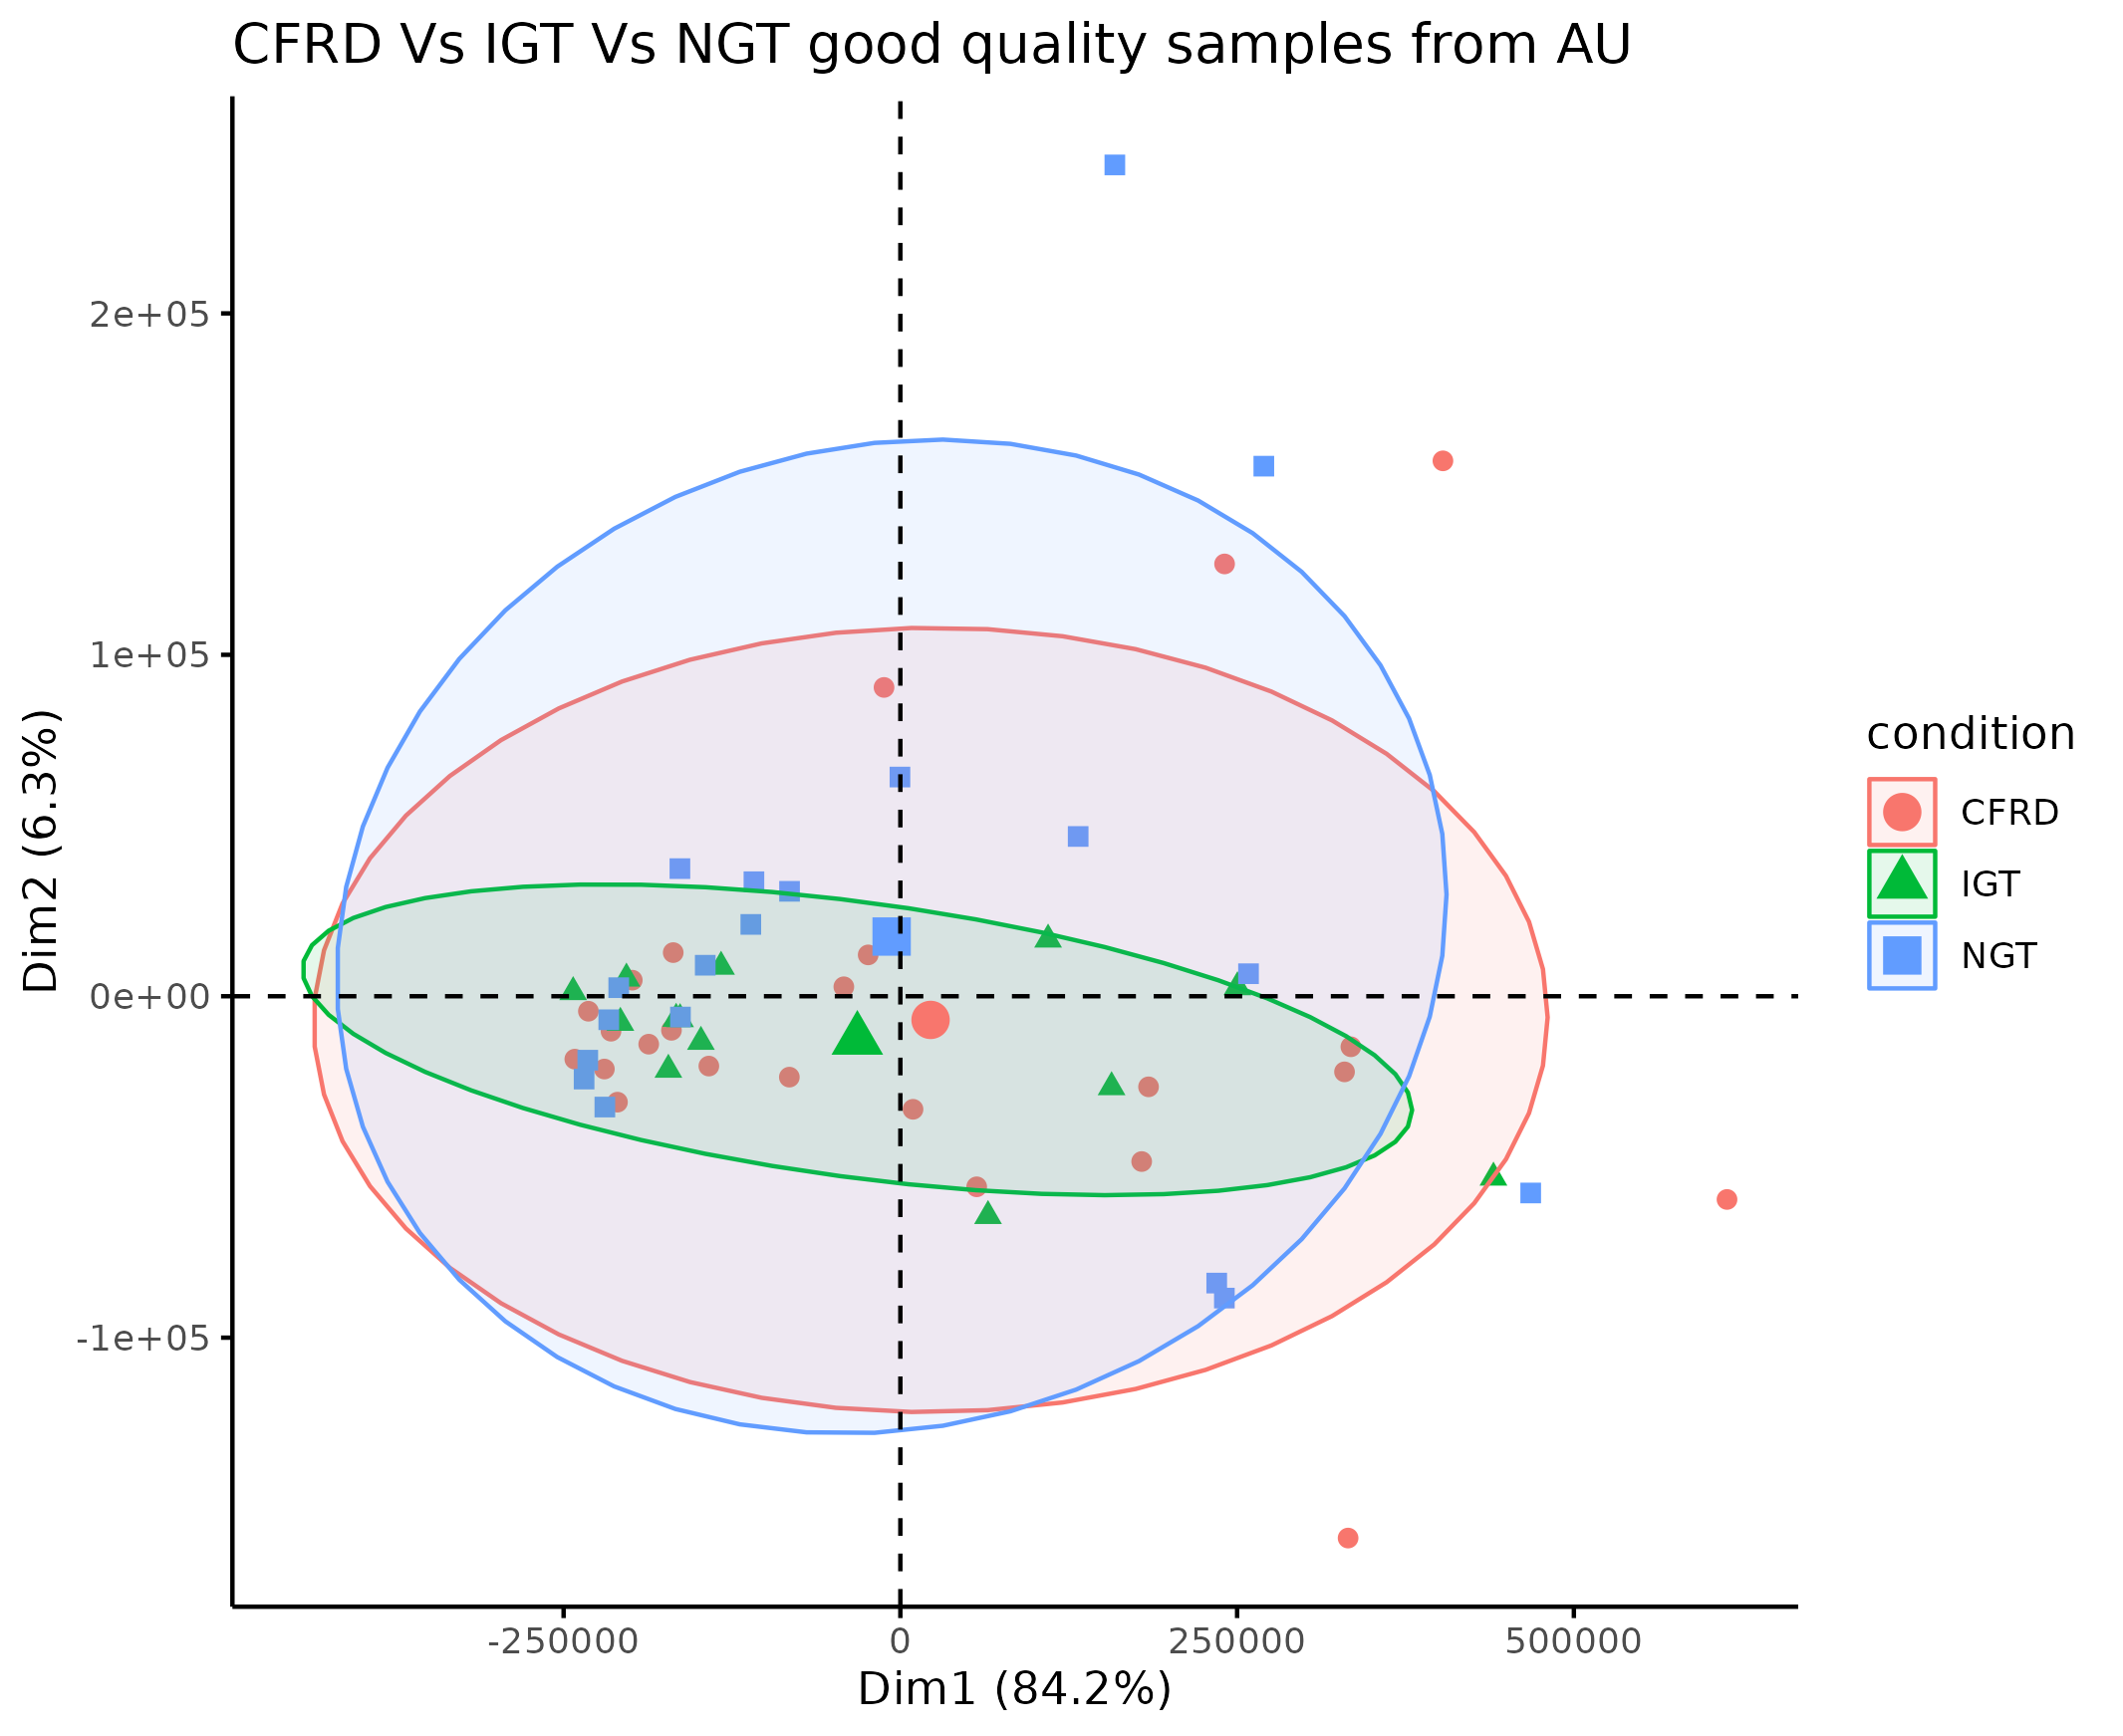 CFRD Vs IGT Vs NGT good quality samples from AU
2e+05
1e+05
0e+00
-1e+05
Dim2 (6.3%)
-250000
0
250000
500000
Dim1 (84.2%)
condition
CFRD
IGT
NGT